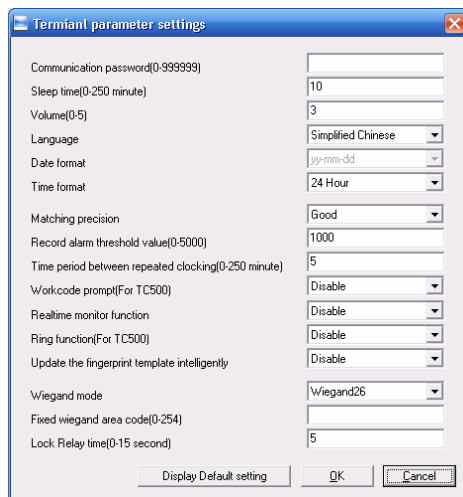 Termiant parameter settings
Communication password(0-999999)
Sleep time(0-250 minute) 10
Volume(0-5) 3
Language Simplified Chinese
Date format yy-mm-dd
Time format 24 Hour
Matching precision Good
Record alarm threshold value(0-5000) 1000
Time period between repeated clocking(0-250 minute) 5
Workcode prompt(For TC500) Disable
Realtime monitor function Disable
Ring function(For TC500) Disable
Update the fingerprint template intelligently Disable
Wiegand mode Wiegand26
Fixed wiegand area code(0-254)
Lock Relay time(0-15 second) 5
Display Default setting OK Cancel